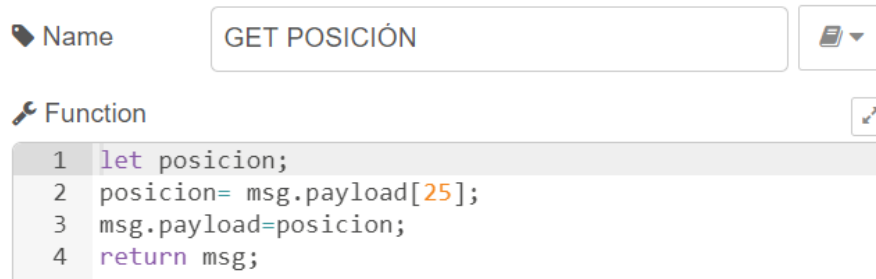 Name
GET POSICIÓN
Function
1 let posicion;
2 posicion= msg.payload[25];
3 msg.payload=posicion;
4 return msg;